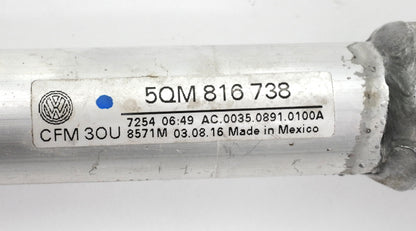 5QM 816 738
CFM 3OU
7254 06:49 AC.0035.0891.0100A
8571M 03.08.16 Made in Mexico